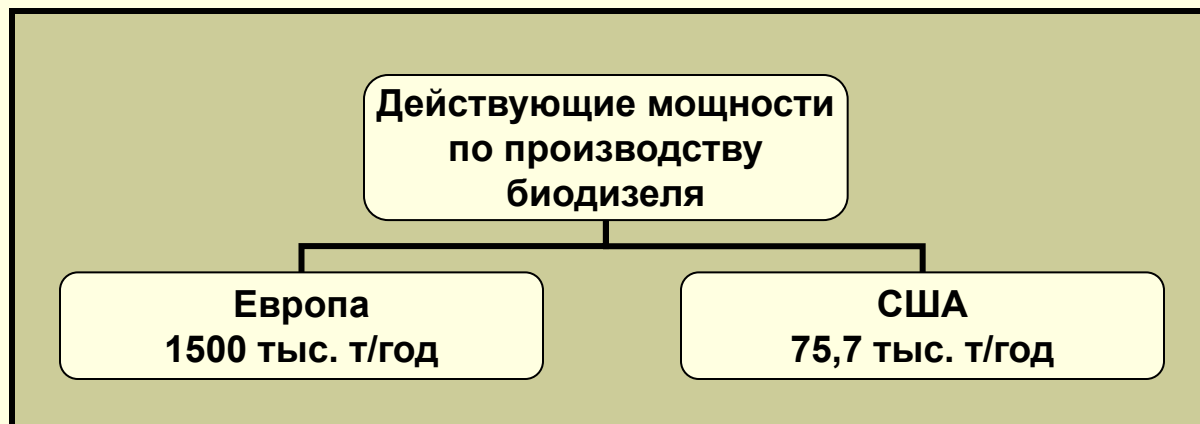 Действующие мощности
по производству
биодизеля
Европа
1500 тыс. т/год
США
75,7 тыс. т/год